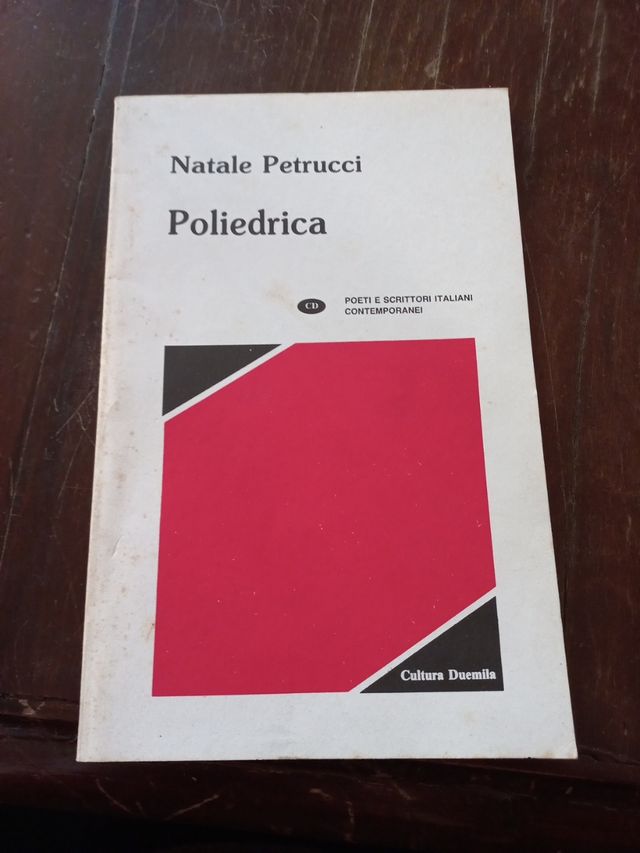 Natale Petrucci
Poliedrica
CD
POETI E SCRITTORI ITALIANI
CONTEMPORANEI
Cultura Duemila